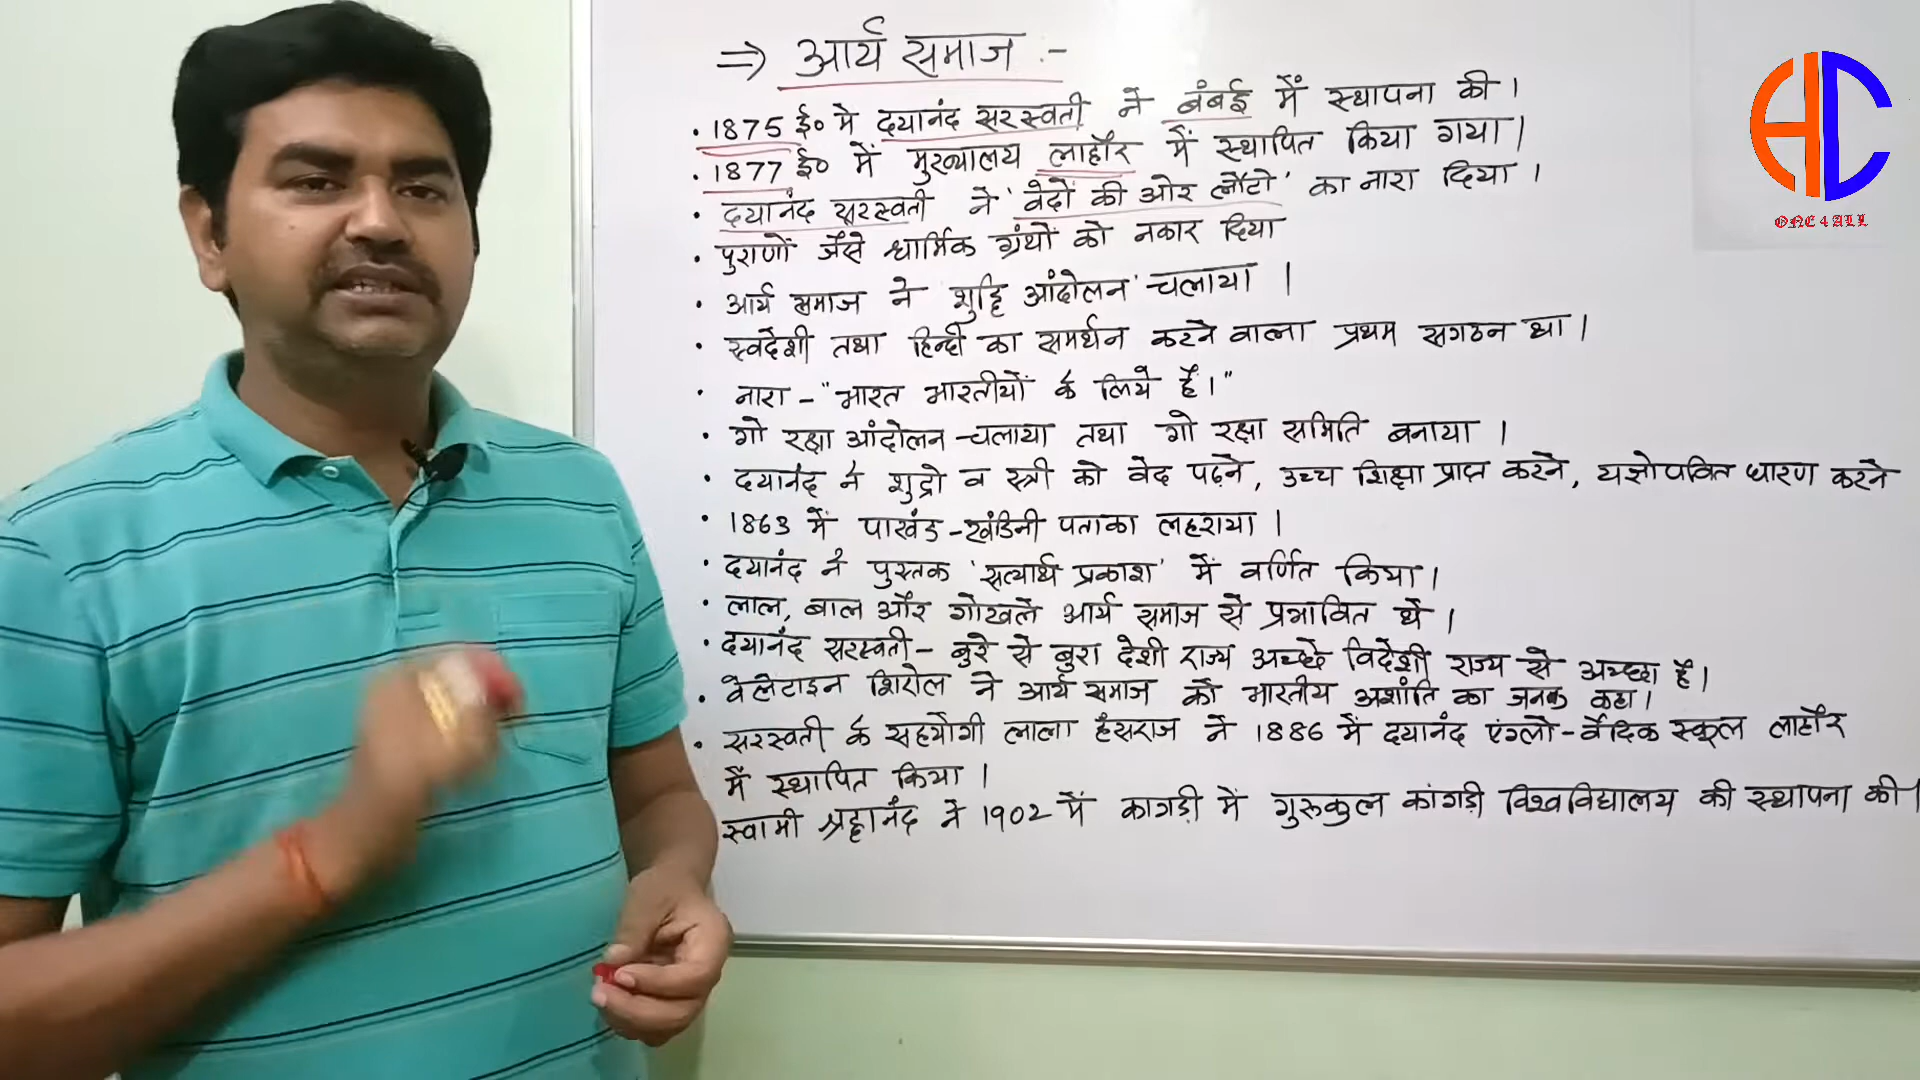 ⇒ आर्य समाज :-
• 1875 ई० मे दयानंद सरस्वती ने बंबई में स्थापना की ।
• 1877 ई० में मुख्यालय लाहौर में स्थापित किया गया ।
• दयानंद सरस्वती ने 'वेदों की ओर लौटो' का नारा दिया ।
• पुराणों जैसे धार्मिक ग्रंथों को नकार दिया
• आर्य समाज ने शुद्धि आंदोलन चलाया ।
• स्वदेशी तथा हिन्दी का समर्थन करने वाला प्रथम सगठन था ।
• नारा - "भारत भारतीयों के लिये है।"
• गो रक्षा आंदोलन चलाया तथा गो रक्षा समिति बनाया ।
• दयानंद ने शुद्रो व स्त्री को वेद पढ़ने, उच्च शिक्षा प्राप्त करने, यज्ञोपवित धारण करने
• 1863 में पाखंड-खंडिनी पताका लहराया ।
• दयानंद ने पुस्तक 'सत्यार्थ प्रकाश' में वर्णित किया ।
• लाल, बाल और गोखले आर्य समाज से प्रभावित थे ।
• दयानंद सरस्वती - बुरे से बुरा देशी राज्य अच्छे विदेशी राज्य से अच्छा है ।
• वेलेटाइन शिरोल ने आर्य समाज को भारतीय अशांति का जनक कहा ।
• सरस्वती के सहयोगी लाला हंसराज ने 1886 में दयानंद एंग्लो-वैदिक स्कूल लाहौर
में स्थापित किया ।
स्वामी श्रद्धानंद ने 1902 में कागड़ी में गुरुकुल कांगड़ी विश्वविद्यालय की स्थापना की ।
ONE 4 ALL